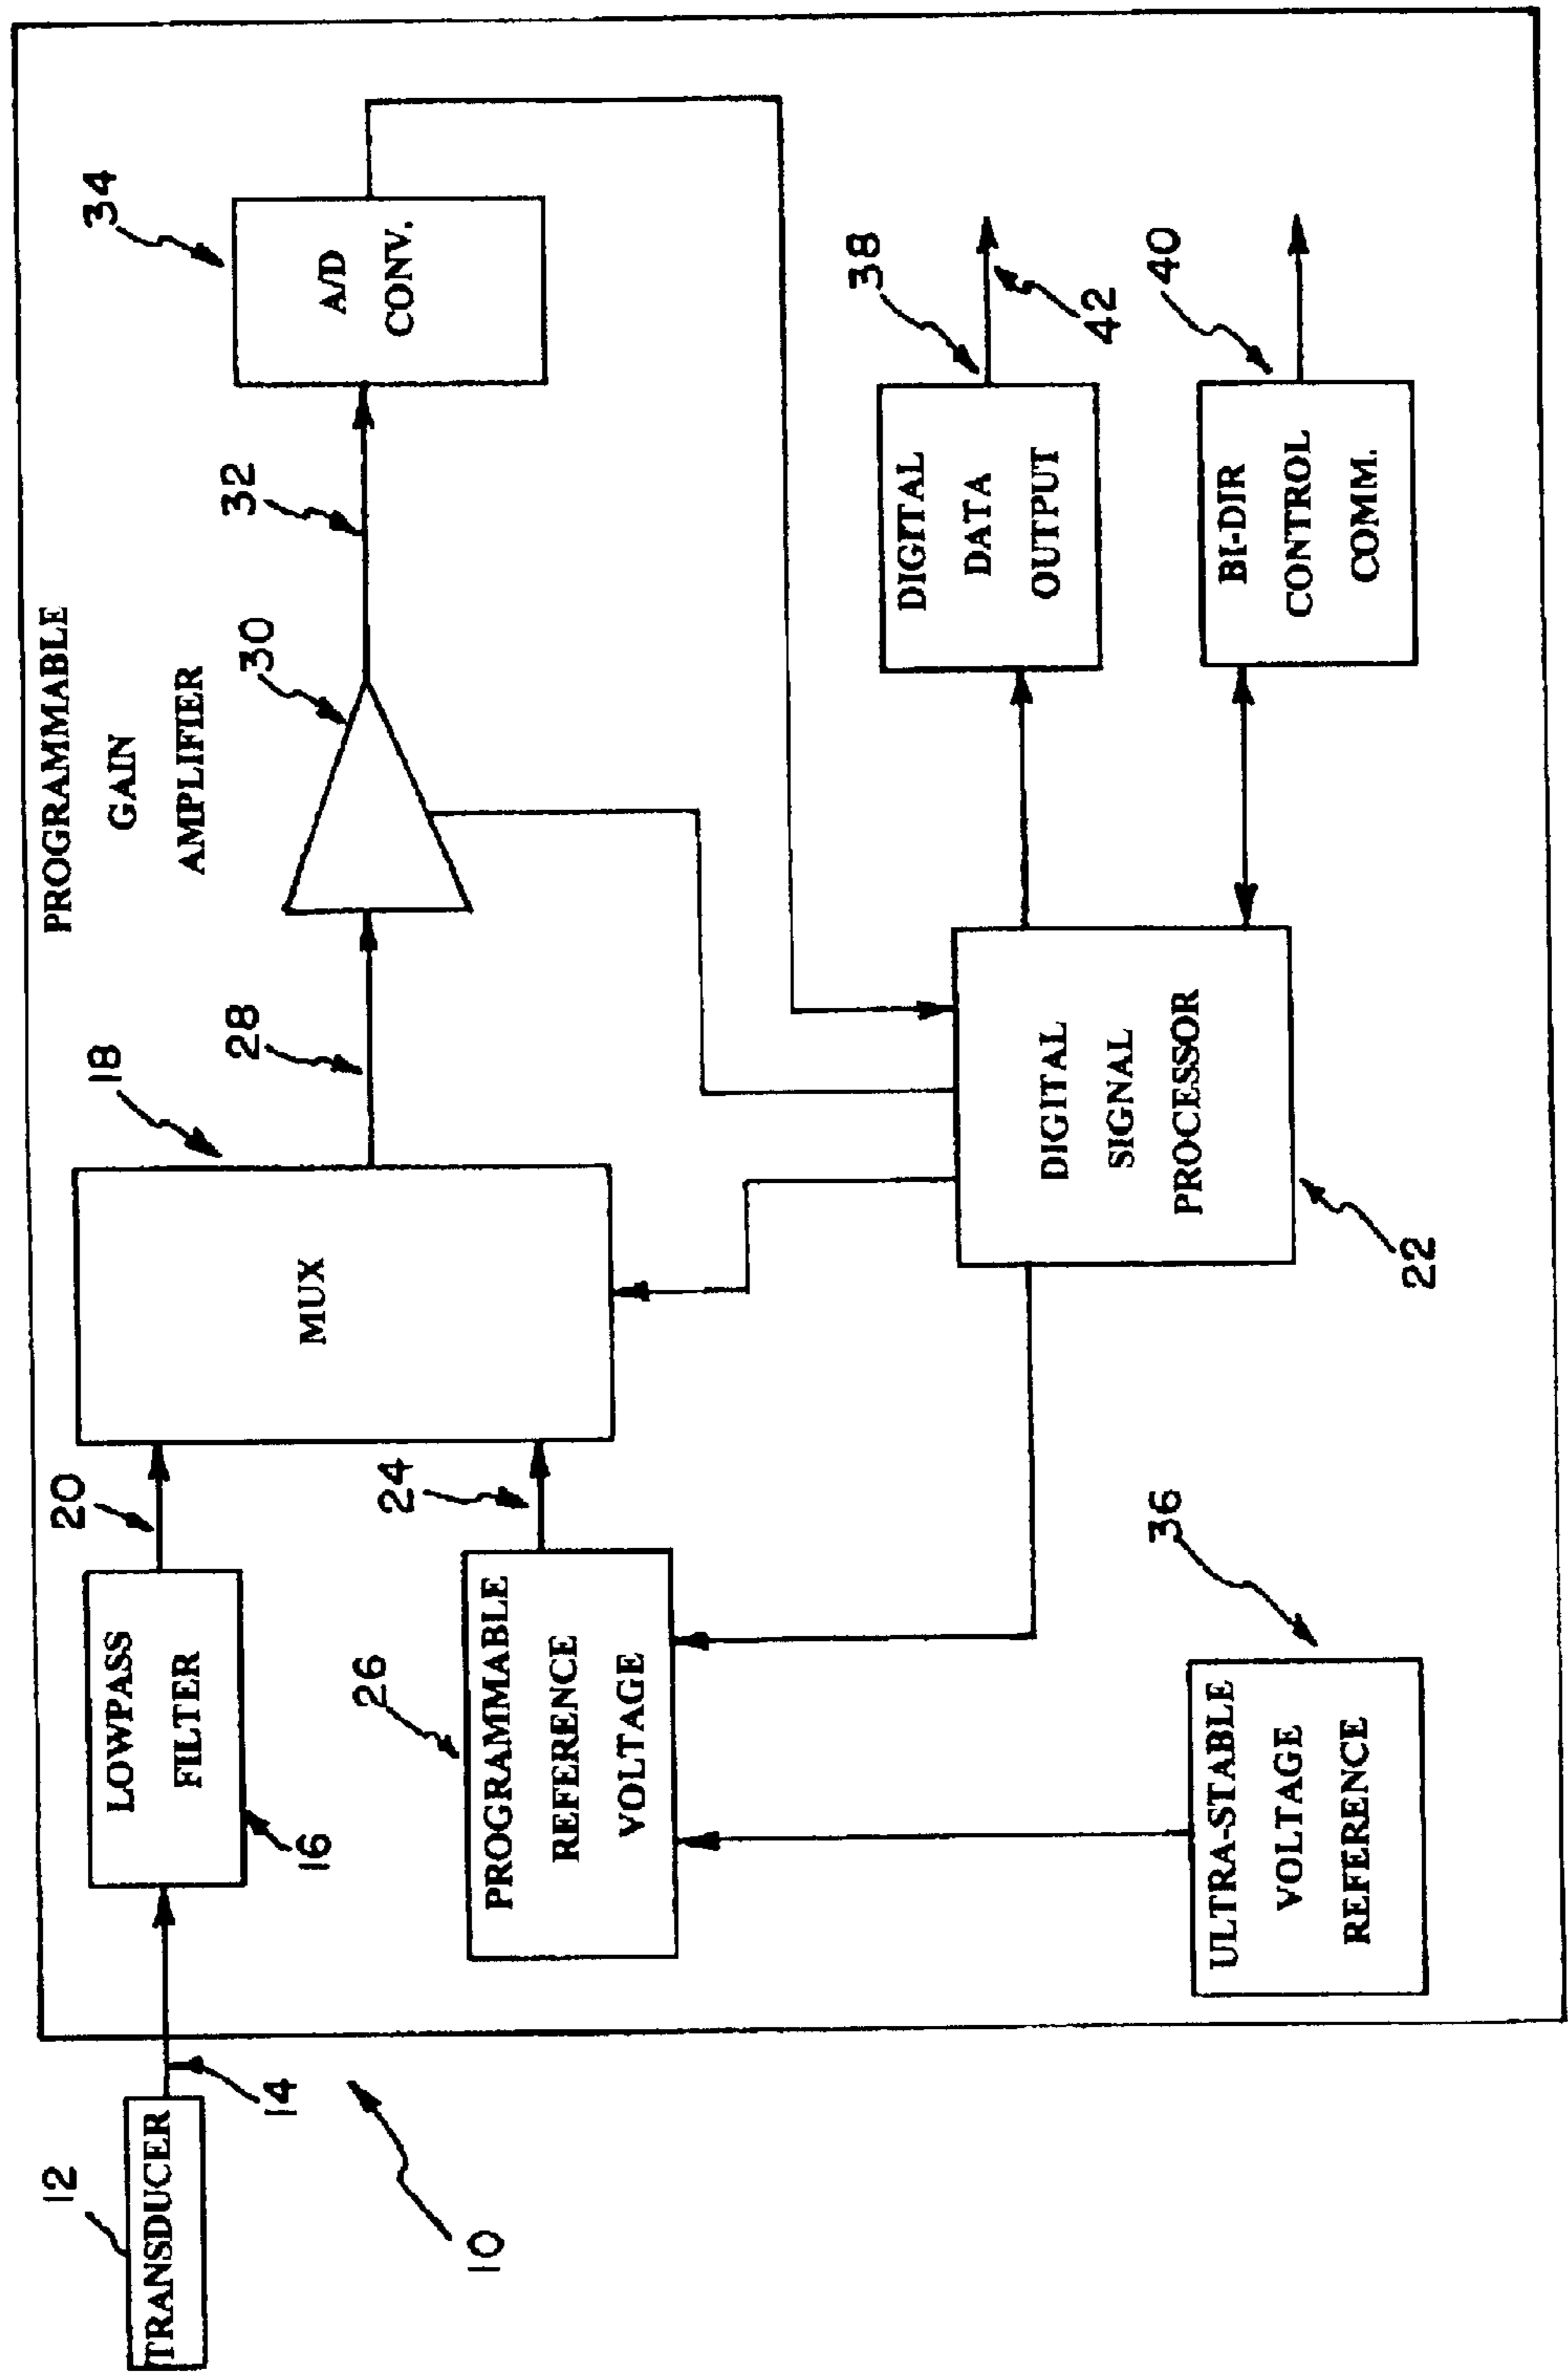 PROGRAMMABLE
GAIN
AMPLIFIER
12
TRANSDUCER
14
10
LOWPASS
FILTER
16
20
18
MUX
28
30
32
34
A/D
CONV.
26
PROGRAMMABLE
REFERENCE
VOLTAGE
24
36
ULTRA-STABLE
VOLTAGE
REFERENCE
DIGITAL
SIGNAL
PROCESSOR
22
38
DIGITAL
DATA
OUTPUT
42
40
BI-DIR
CONTROL
COMM.